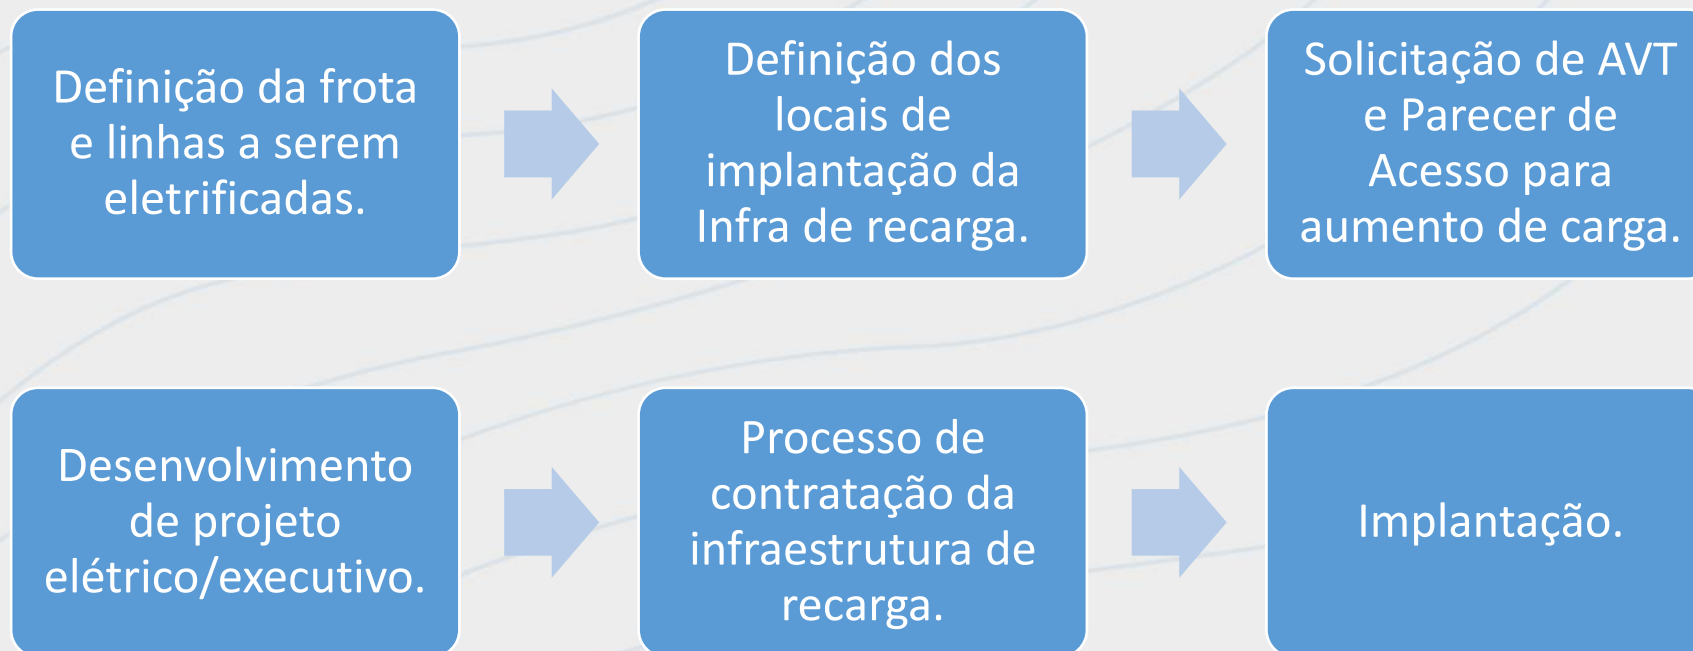 Definição da frota
e linhas a serem
eletrificadas.
Definição dos
locais de
implantação da
Infra de recarga.
Solicitação de AVT
e Parecer de
Acesso para
aumento de carga.
Desenvolvimento
de projeto
elétrico/executivo.
Processo de
contratação da
infraestrutura de
recarga.
Implantação.